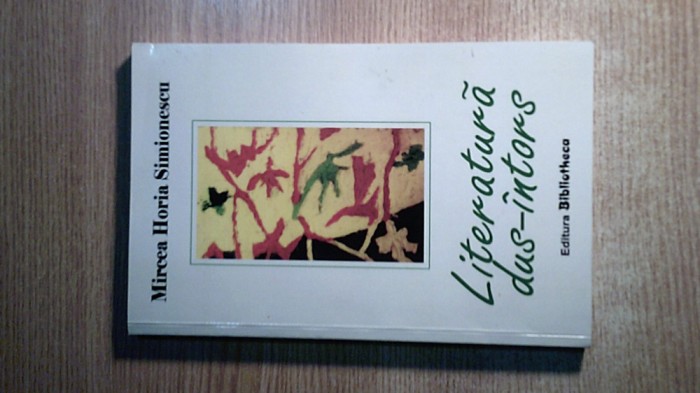 Mircea Horia Simionescu
Literatură
dus-întors
Editura Bibliotheca